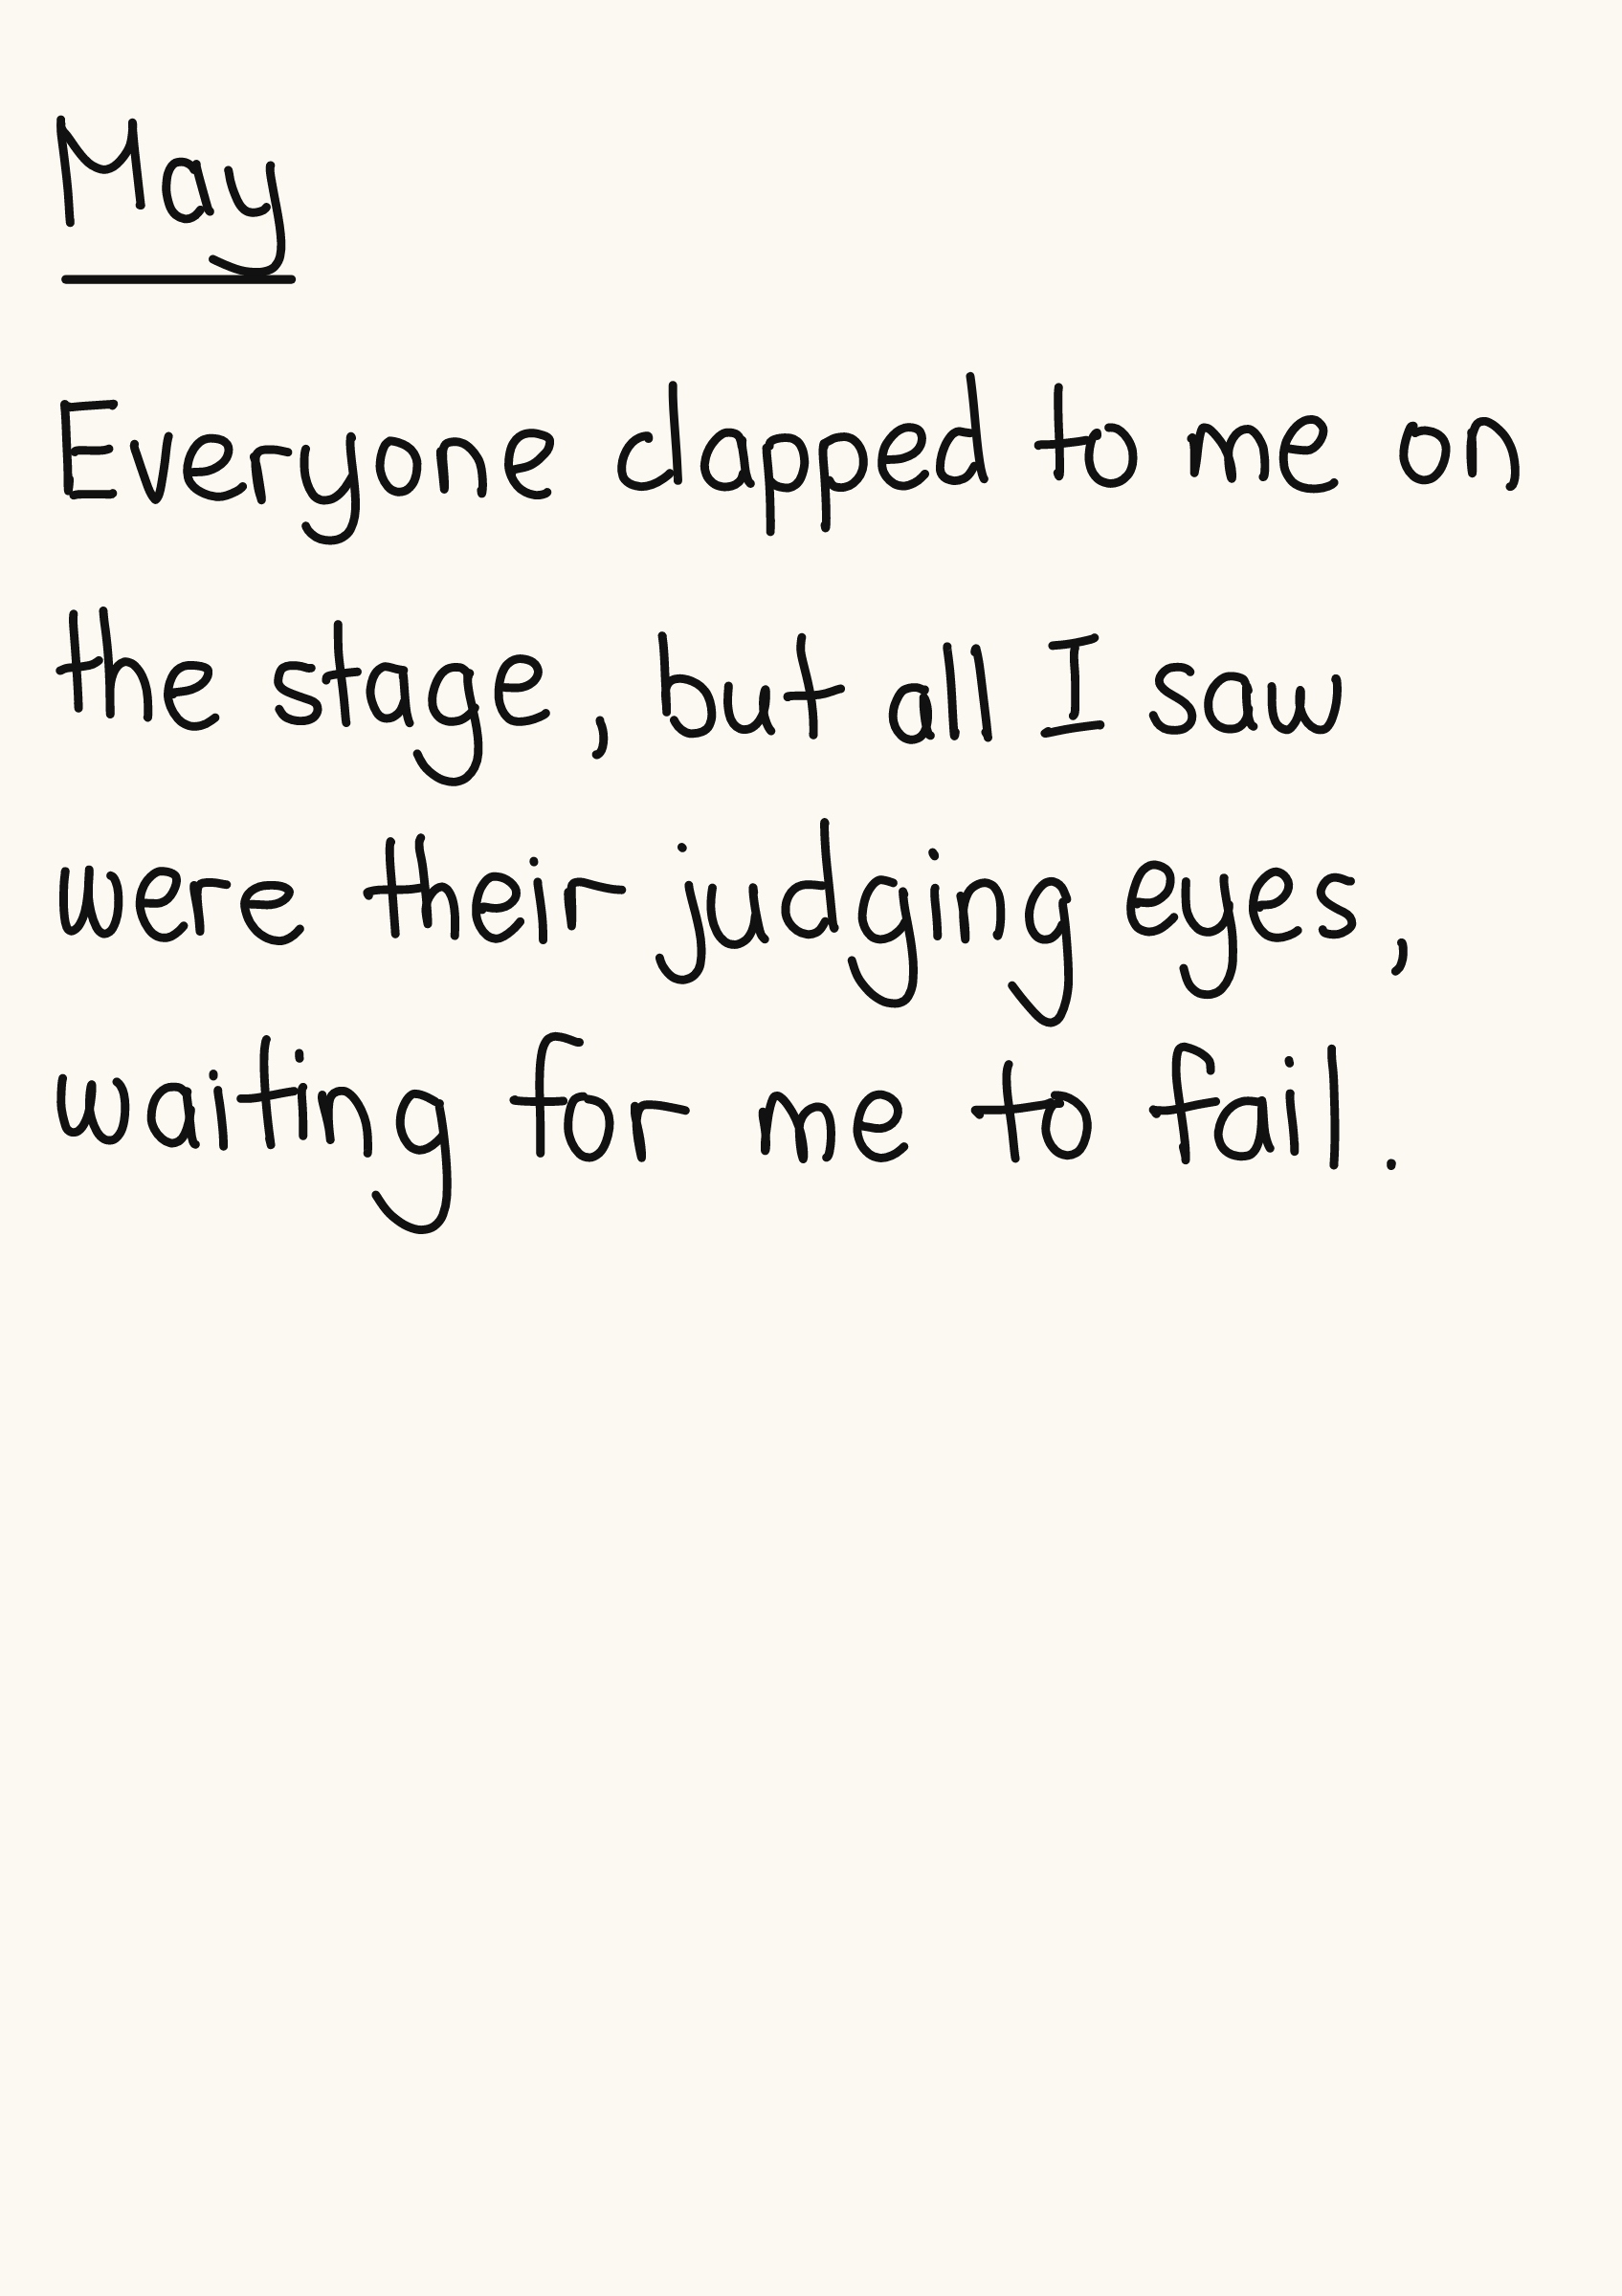 May
Everyone clapped to me on
the stage, but all I saw
were their judging eyes,
waiting for me to fail.